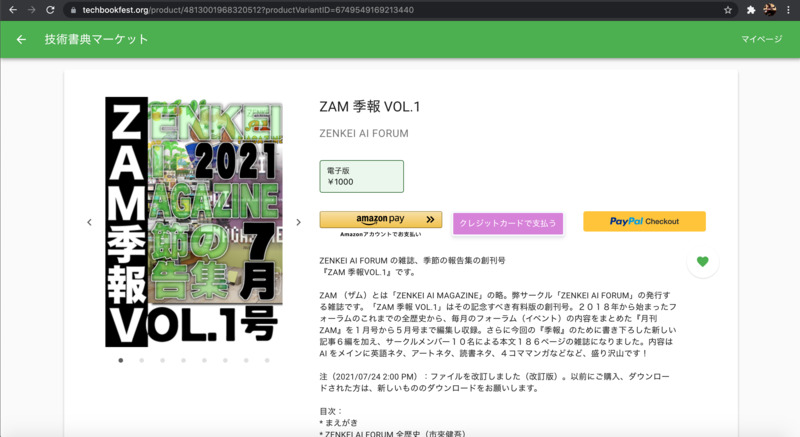 techbookfest.org/product/4813001968320512?productVariantID=6749549169213440
技術書典マーケット
マイページ
ZAM季報V
ENKEI
AI 2021
AGAZINE
節の 7
告集 月
OL.1号
ZAM 季報 VOL.1
ZENKEI AI FORUM
電子版
￥1000
amazon pay
Amazonアカウントでお支払い
クレジットカードで支払う
PayPal Checkout
ZENKEI AI FORUM の雑誌、季節の報告集の創刊号
『ZAM 季報VOL.1』です。
ZAM （ザム）とは「ZENKEI AI MAGAZINE」の略。弊サークル「ZENKEI AI FORUM」の発行す
る雑誌です。「ZAM 季報 VOL.1」はその記念すべき有料版の創刊号。２０１８年から始まったフ
ォーラムのこれまでの全歴史から、毎月のフォーラム（イベント）の内容をまとめた『月刊
ZAM』を１月号から５月号まで編集し収録。さらに今回の『季報』のために書き下ろした新しい
記事６編を加え、サークルメンバー１０名による本文１８６ページの雑誌になりました。内容は
AI をメインに英語ネタ、アートネタ、読書ネタ、４コママンガなどなど、盛り沢山です！
注（2021/07/24 2:00 PM）：ファイルを改訂しました（改訂版）。以前にご購入、ダウンロー
ドされた方は、新しいもののダウンロードをお願いします。
目次：
* まえがき
* ZENKEI AI FORUM 全歴史（市來健吾）